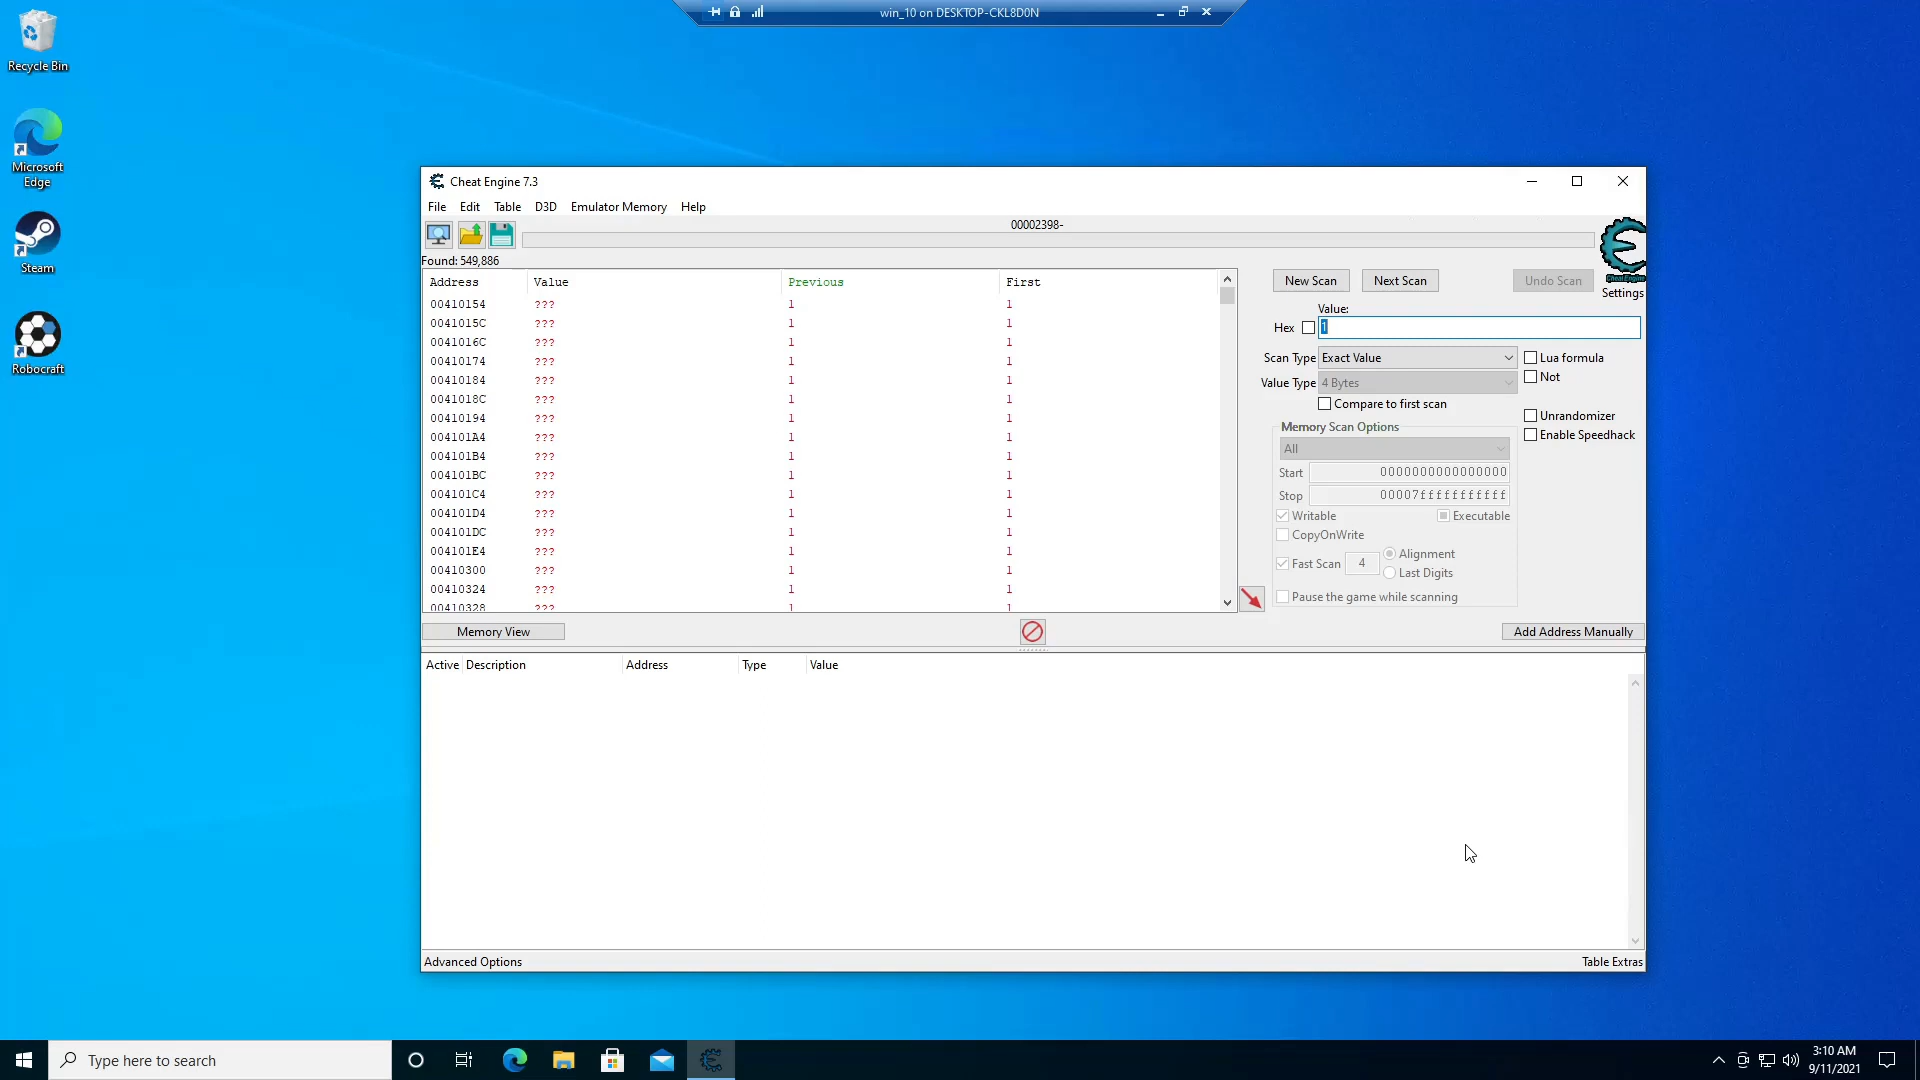 win_10 on DESKTOP-CKL8D0N
Recycle Bin
Microsoft
Edge
Steam
Robocraft
Cheat Engine 7.3
File Edit Table D3D Emulator Memory Help
00002398-
Found: 549,886
Address Value Previous First
00410154 ??? 1 1
0041015C ??? 1 1
0041016C ??? 1 1
00410174 ??? 1 1
00410184 ??? 1 1
0041018C ??? 1 1
00410194 ??? 1 1
004101A4 ??? 1 1
004101B4 ??? 1 1
004101BC ??? 1 1
004101C4 ??? 1 1
004101D4 ??? 1 1
004101DC ??? 1 1
004101E4 ??? 1 1
00410300 ??? 1 1
00410324 ??? 1 1
00410328 ??? 1 1
New Scan Next Scan Undo Scan
Cheat Engine
Settings
Value:
Hex 1
Scan Type Exact Value Lua formula
Value Type 4 Bytes Not
Compare to first scan
Unrandomizer
Memory Scan Options
Enable Speedhack
All
Start 0000000000000000
Stop 00007fffffffffff
Writable Executable
CopyOnWrite
Fast Scan 4 Alignment
Last Digits
Pause the game while scanning
Memory View Add Address Manually
Active Description Address Type Value
Advanced Options Table Extras
Type here to search
3:10 AM
9/11/2021